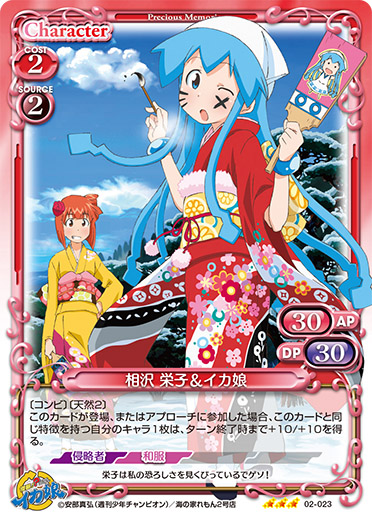 Precious Memories
Character
COST
2
SOURCE
2
30 AP
DP 30
相沢 栄子＆イカ娘
［コンビ］［天然2］
このカードが登場、またはアプローチに参加した場合、このカードと同
じ特徴を持つ自分のキャラ1枚は、ターン終了時まで+10/+10を得
る。
侵略者 和服
栄子は私の恐ろしさを見くびっているでゲソ！
©安部真弘（週刊少年チャンピオン）／海の家れもん2号店
02-023